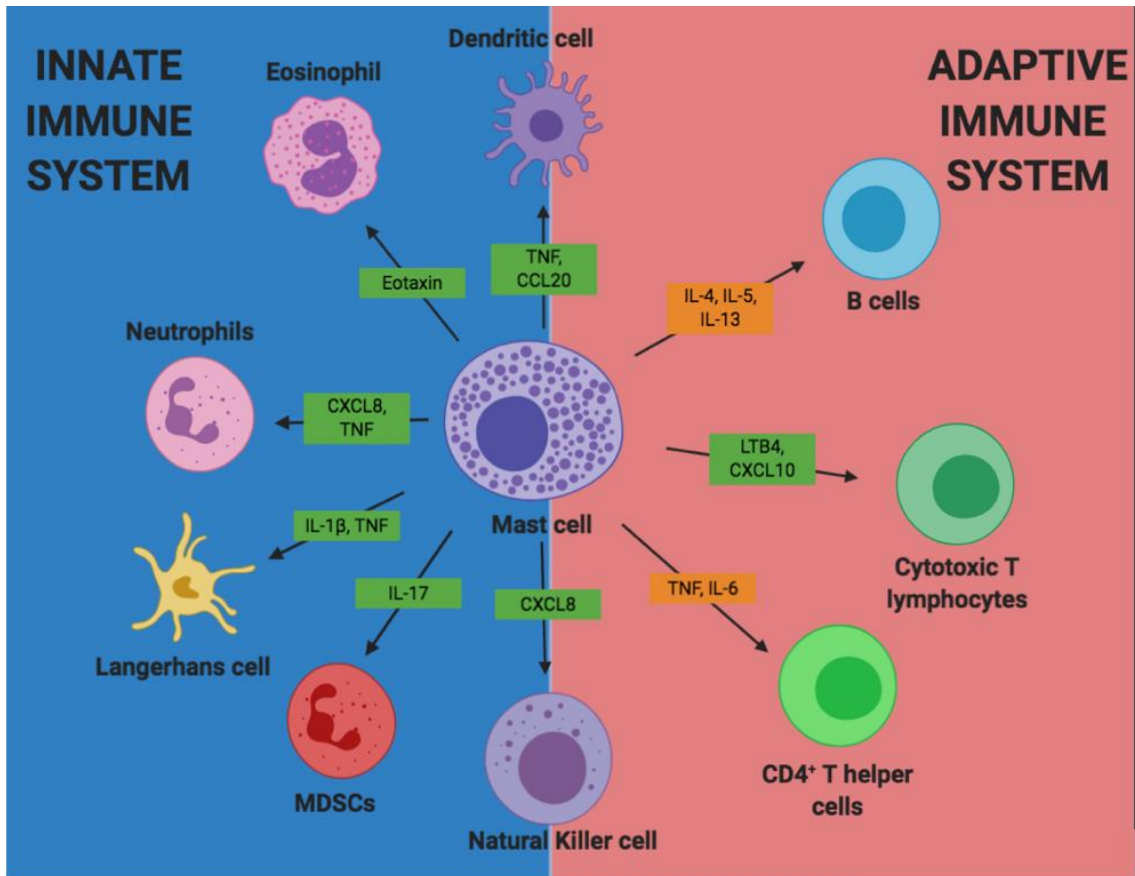 INNATE
IMMUNE
SYSTEM
ADAPTIVE
IMMUNE
SYSTEM
Dendritic cell
Eosinophil
TNF,
CCL20
Eotaxin
IL-4, IL-5,
IL-13
B cells
Neutrophils
CXCL8,
TNF
LTB4,
CXCL10
Mast cell
IL-1β, TNF
Cytotoxic T
lymphocytes
IL-17
CXCL8
TNF, IL-6
Langerhans cell
MDSCs
CD4⁺ T helper
cells
Natural Killer cell